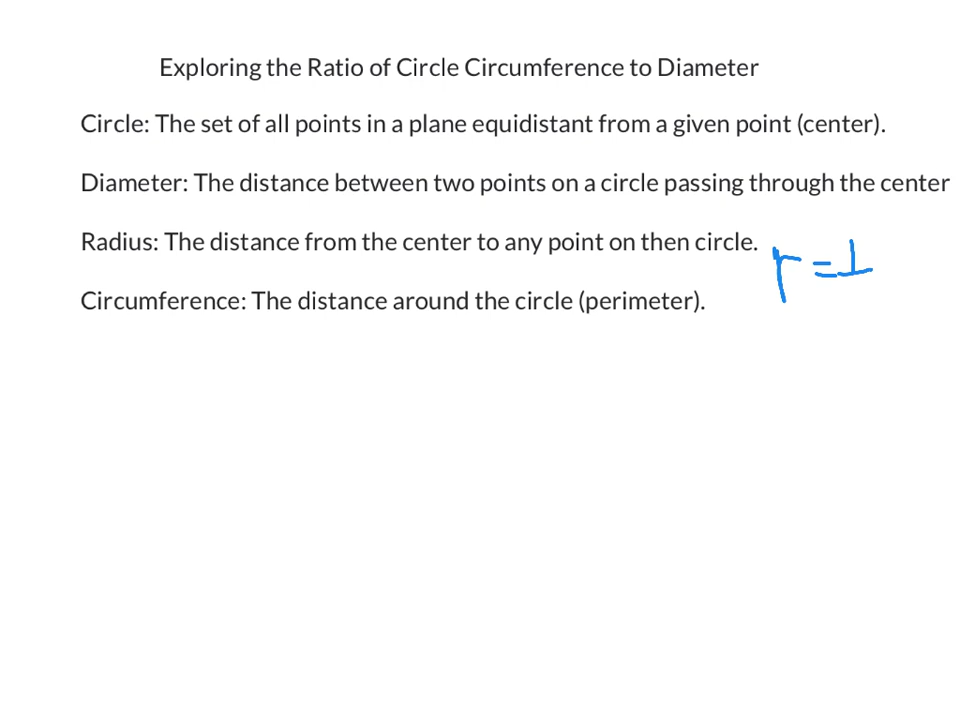 Exploring the Ratio of Circle Circumference to Diameter
Circle: The set of all points in a plane equidistant from a given point (center).
Diameter: The distance between two points on a circle passing through the center
Radius: The distance from the center to any point on then circle.
r = 1
Circumference: The distance around the circle (perimeter).